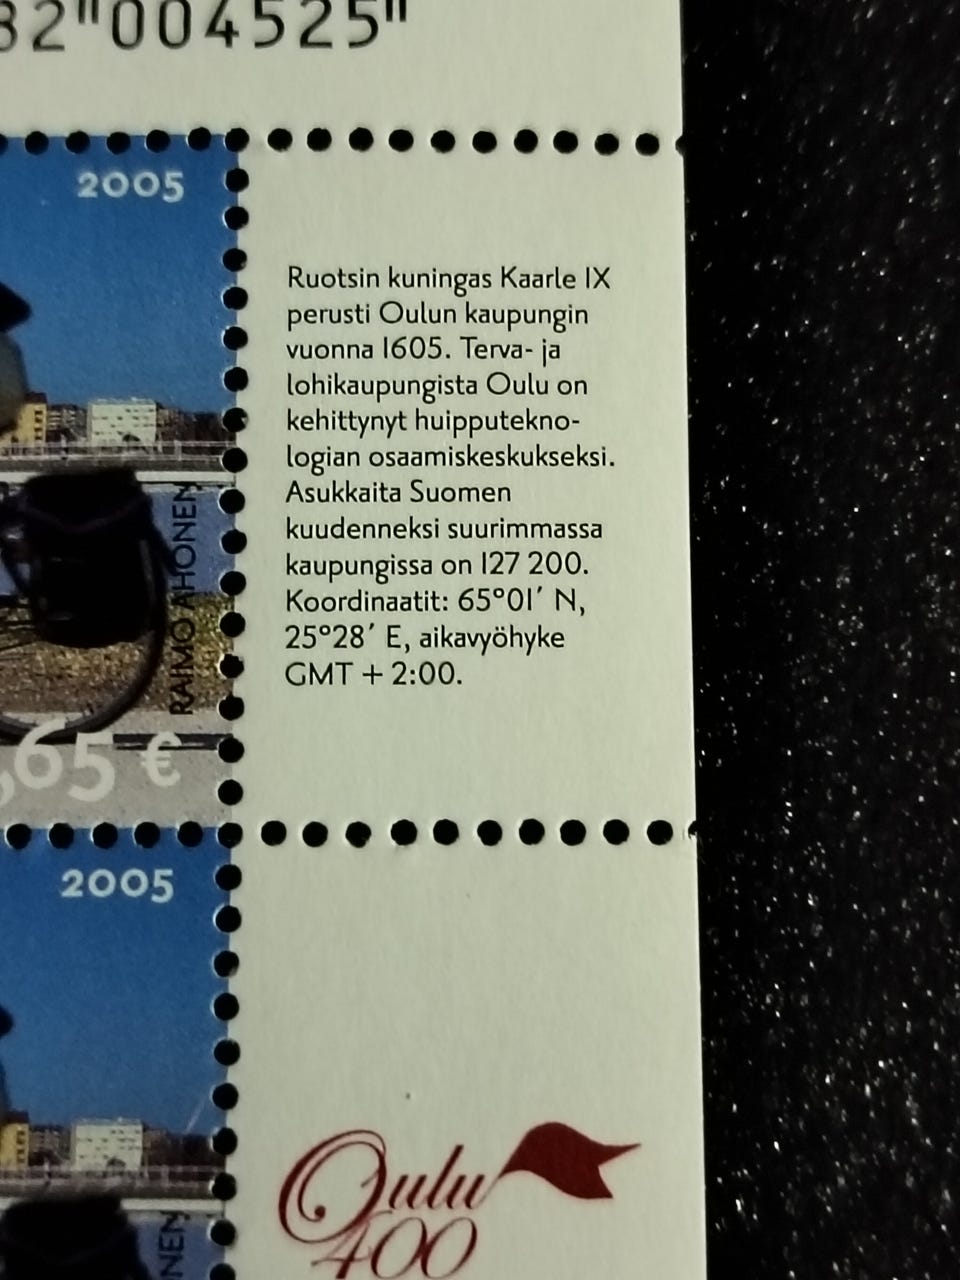 32"004525"
2005
Ruotsin kuningas Kaarle IX
perusti Oulun kaupungin
vuonna 1605. Terva- ja
lohikaupungista Oulu on
kehittynyt huipputekno-
logian osaamiskeskukseksi.
Asukkaita Suomen
kuudenneksi suurimmassa
kaupungissa on 127 200.
Koordinaatit: 65°01´ N,
25°28´ E, aikavyöhyke
GMT + 2:00.
RAIMO AHONEN
,65 €
2005
NEN
Oulu
400